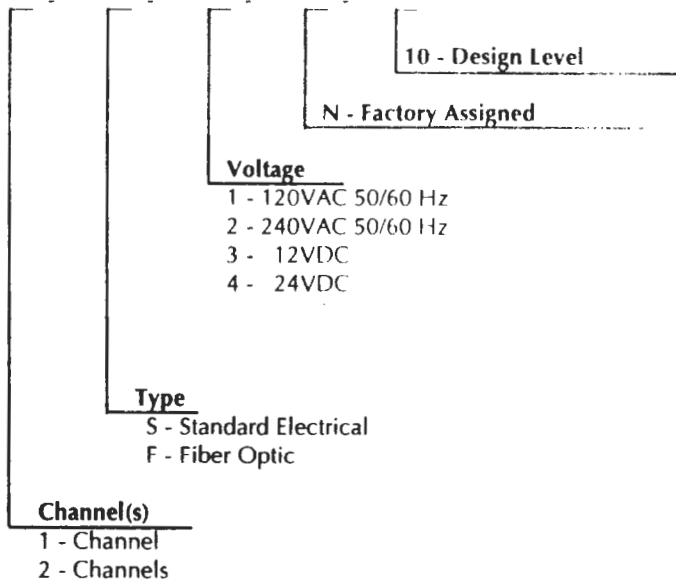 10 - Design Level
N - Factory Assigned
Voltage
1 - 120VAC 50/60 Hz
2 - 240VAC 50/60 Hz
3 - 12VDC
4 - 24VDC
Type
S - Standard Electrical
F - Fiber Optic
Channel(s)
1 - Channel
2 - Channels